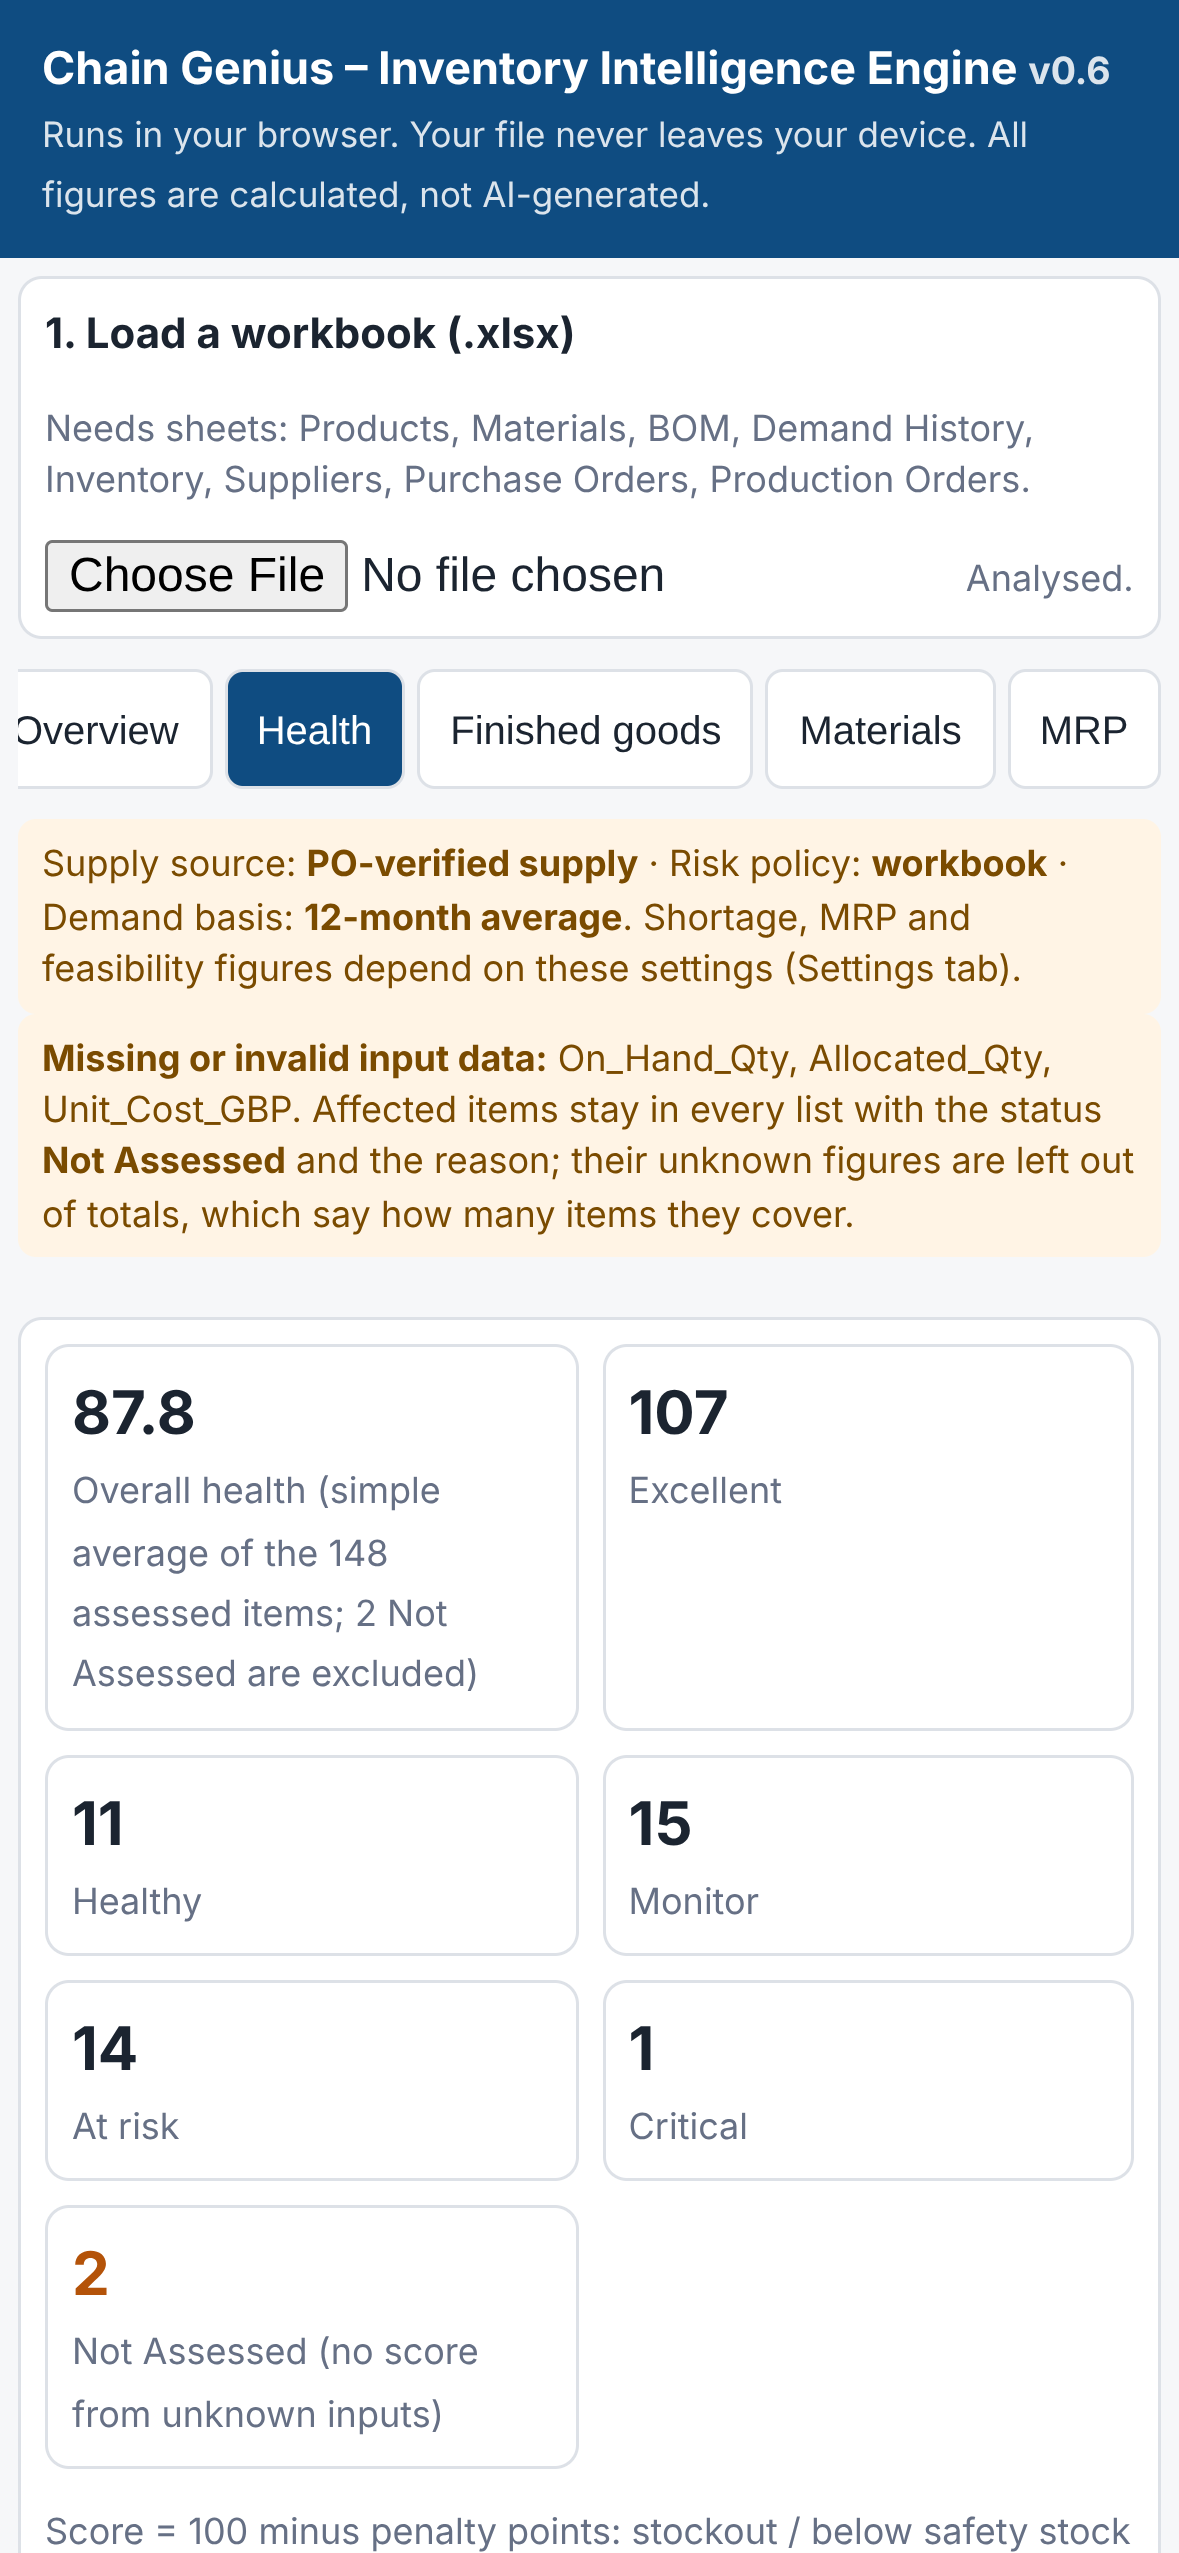 Chain Genius – Inventory Intelligence Engine v0.6
Runs in your browser. Your file never leaves your device. All
figures are calculated, not AI-generated.
1. Load a workbook (.xlsx)
Needs sheets: Products, Materials, BOM, Demand History,
Inventory, Suppliers, Purchase Orders, Production Orders.
Choose File No file chosen Analysed.
Overview Health Finished goods Materials MRP
Supply source: PO-verified supply · Risk policy: workbook ·
Demand basis: 12-month average. Shortage, MRP and
feasibility figures depend on these settings (Settings tab).
Missing or invalid input data: On_Hand_Qty, Allocated_Qty,
Unit_Cost_GBP. Affected items stay in every list with the status
Not Assessed and the reason; their unknown figures are left out
of totals, which say how many items they cover.
87.8
Overall health (simple
average of the 148
assessed items; 2 Not
Assessed are excluded)
107
Excellent
11
Healthy
15
Monitor
14
At risk
1
Critical
2
Not Assessed (no score
from unknown inputs)
Score = 100 minus penalty points: stockout / below safety stock